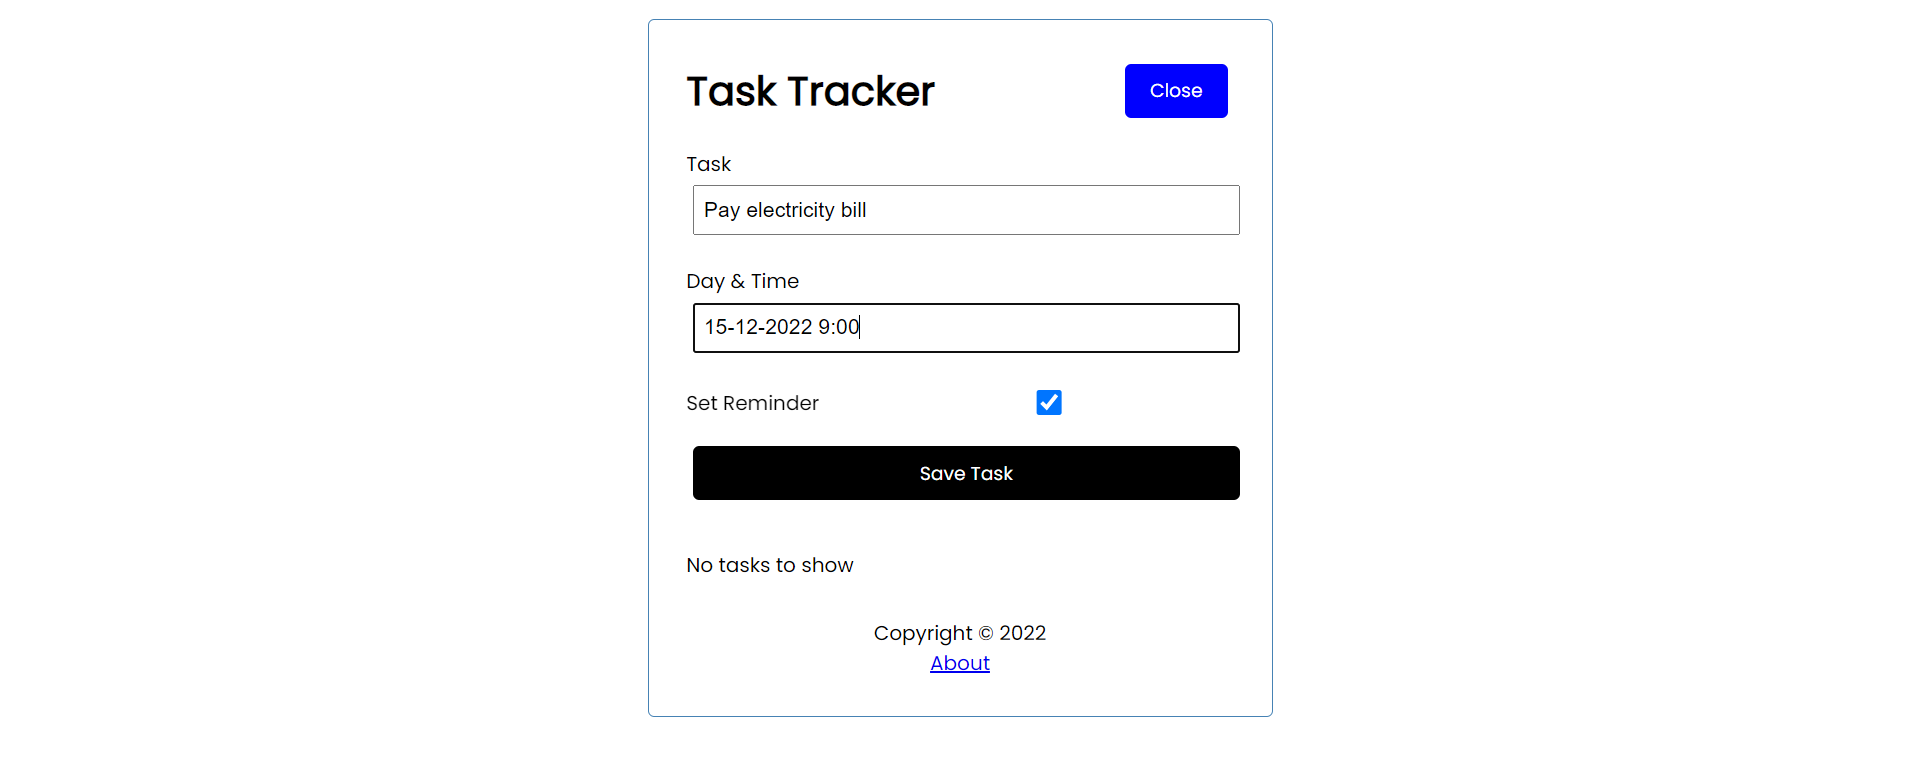 Task Tracker
Close
Task
Pay electricity bill
Day & Time
15-12-2022 9:00
Set Reminder
Save Task
No tasks to show
Copyright © 2022
About